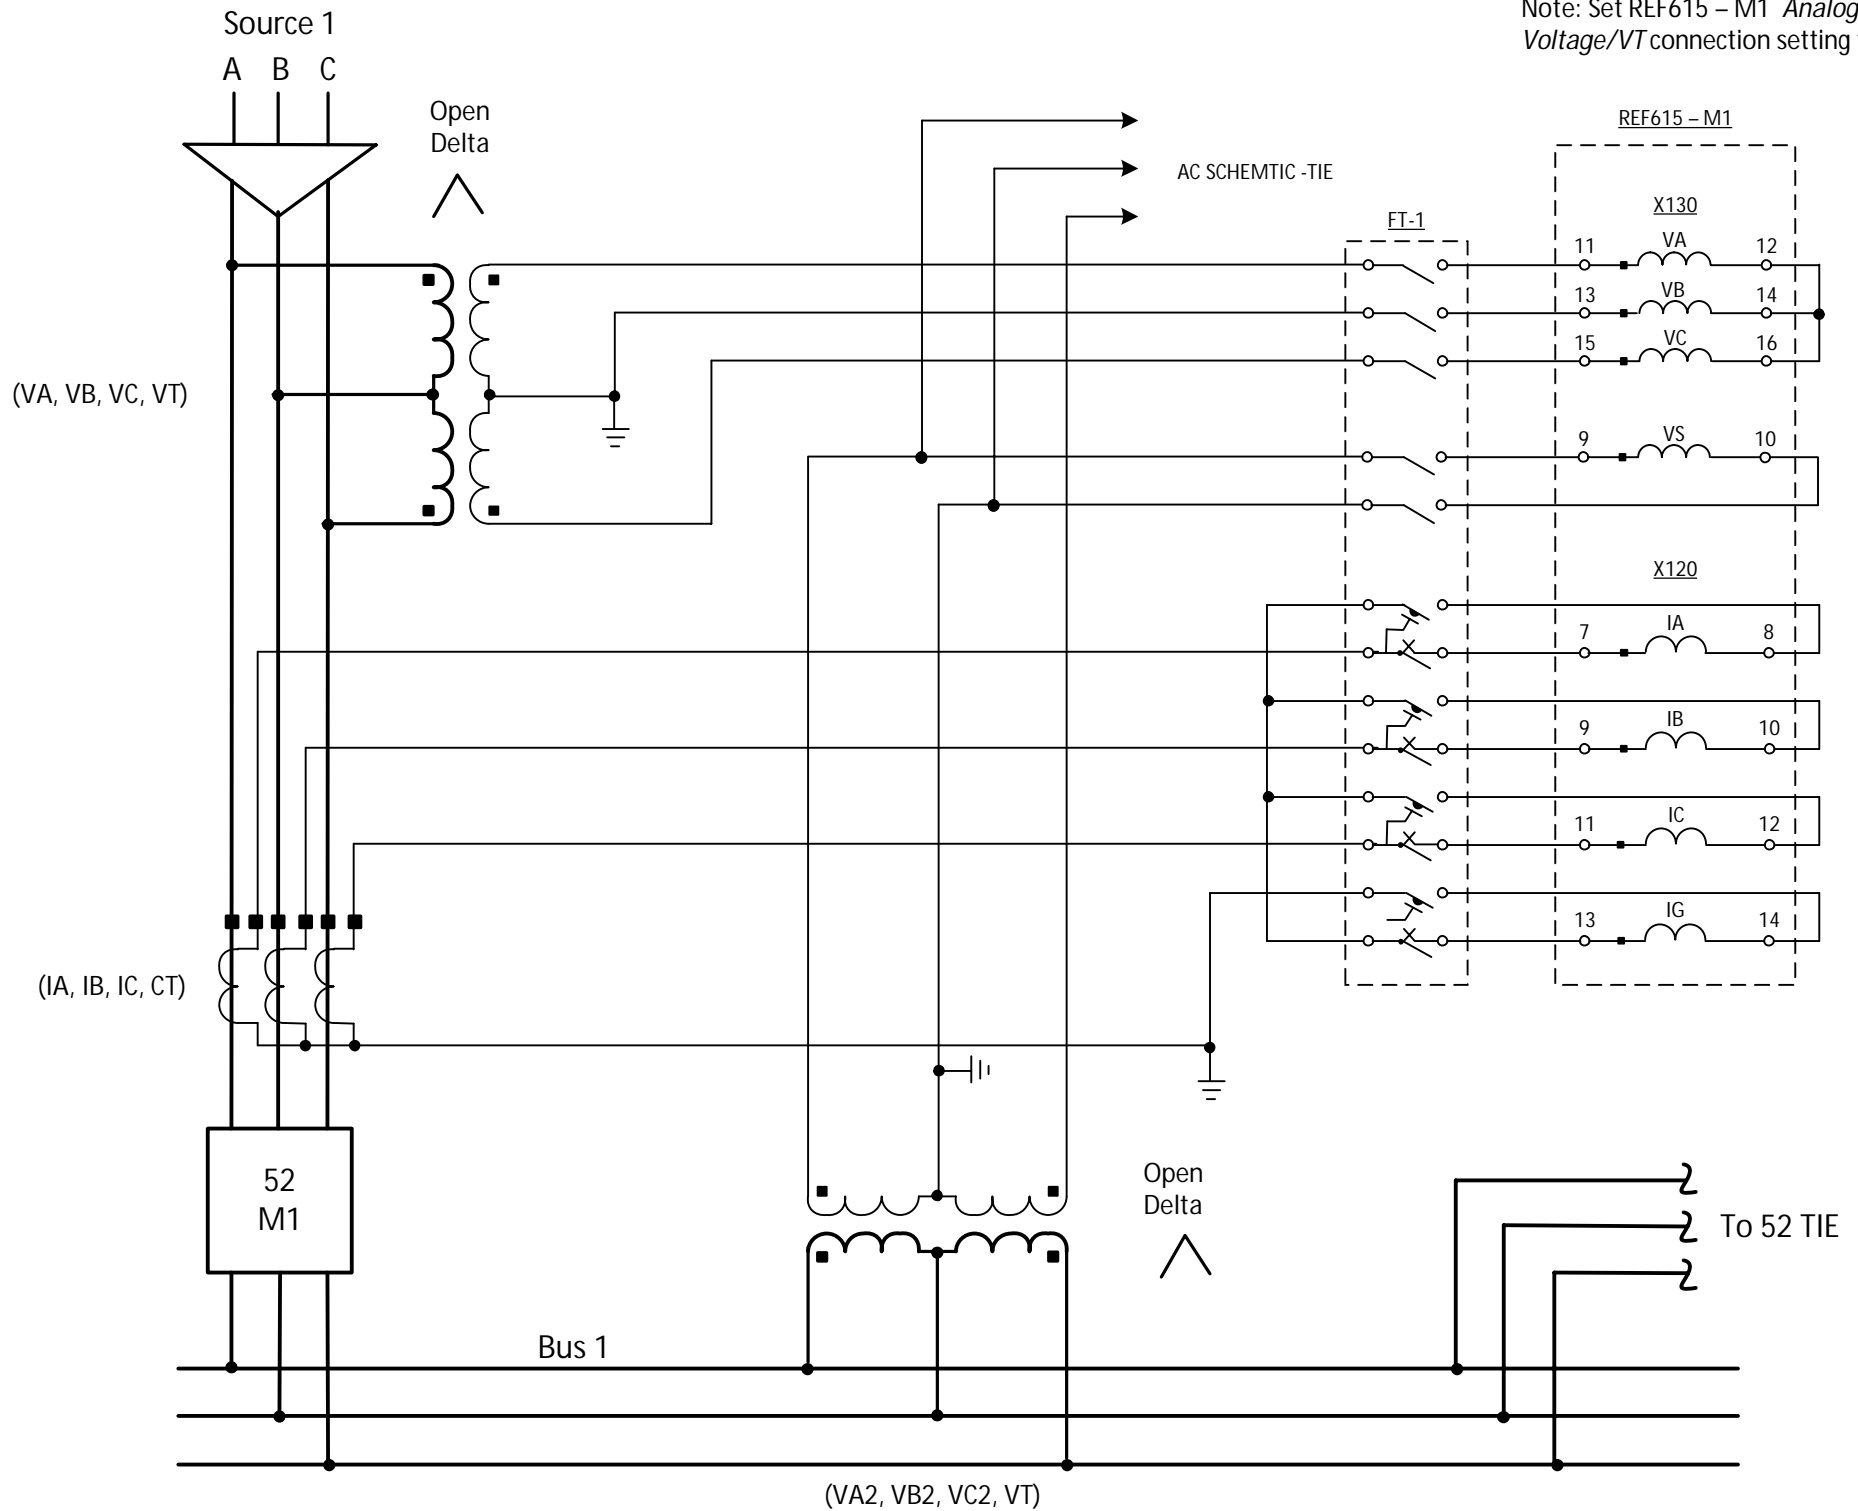 Source 1
A B C
Note: Set REF615 – M1 Analog
Voltage/VT connection setting
Open
Delta
REF615 – M1
AC SCHEMTIC -TIE
FT-1
X130
11 VA 12
13 VB 14
15 VC 16
(VA, VB, VC, VT)
9 VS 10
X120
7 IA 8
9 IB 10
11 IC 12
13 IG 14
(IA, IB, IC, CT)
52
M1
Open
Delta
To 52 TIE
Bus 1
(VA2, VB2, VC2, VT)